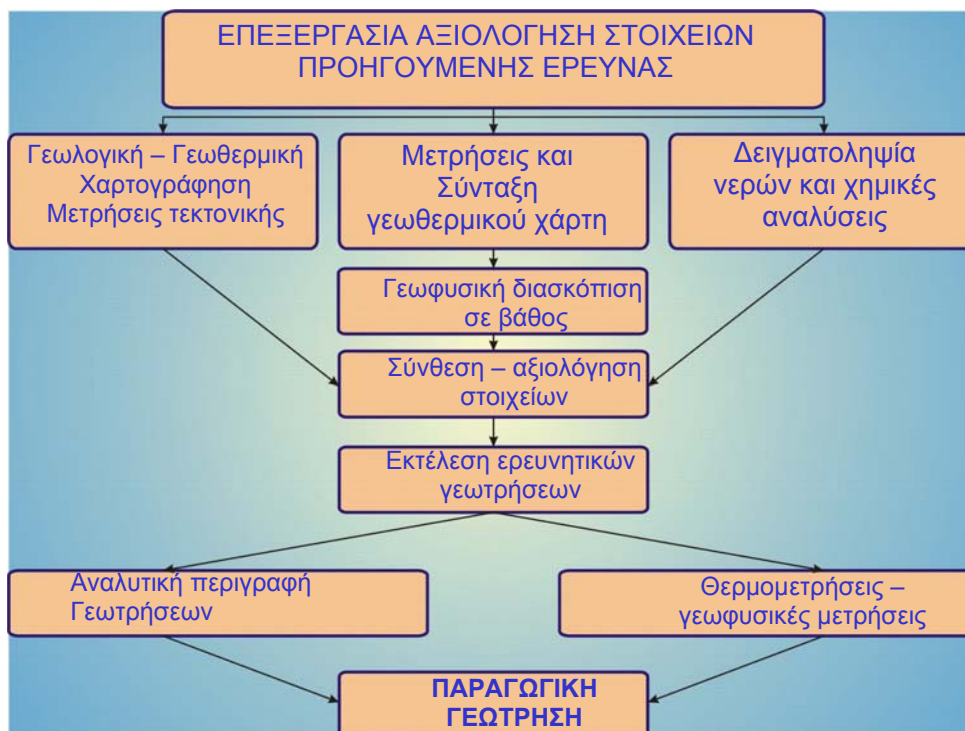 ΕΠΕΞΕΡΓΑΣΙΑ ΑΞΙΟΛΟΓΗΣΗ ΣΤΟΙΧΕΙΩΝ
ΠΡΟΗΓΟΥΜΕΝΗΣ ΕΡΕΥΝΑΣ
Γεωλογική – Γεωθερμική
Χαρτογράφηση
Μετρήσεις τεκτονικής
Μετρήσεις και
Σύνταξη
γεωθερμικού χάρτη
Δειγματοληψία
νερών και χημικές
αναλύσεις
Γεωφυσική διασκόπιση
σε βάθος
Σύνθεση – αξιολόγηση
στοιχείων
Εκτέλεση ερευνητικών
γεωτρήσεων
Αναλυτική περιγραφή
Γεωτρήσεων
Θερμομετρήσεις –
γεωφυσικές μετρήσεις
ΠΑΡΑΓΩΓΙΚΗ
ΓΕΩΤΡΗΣΗ